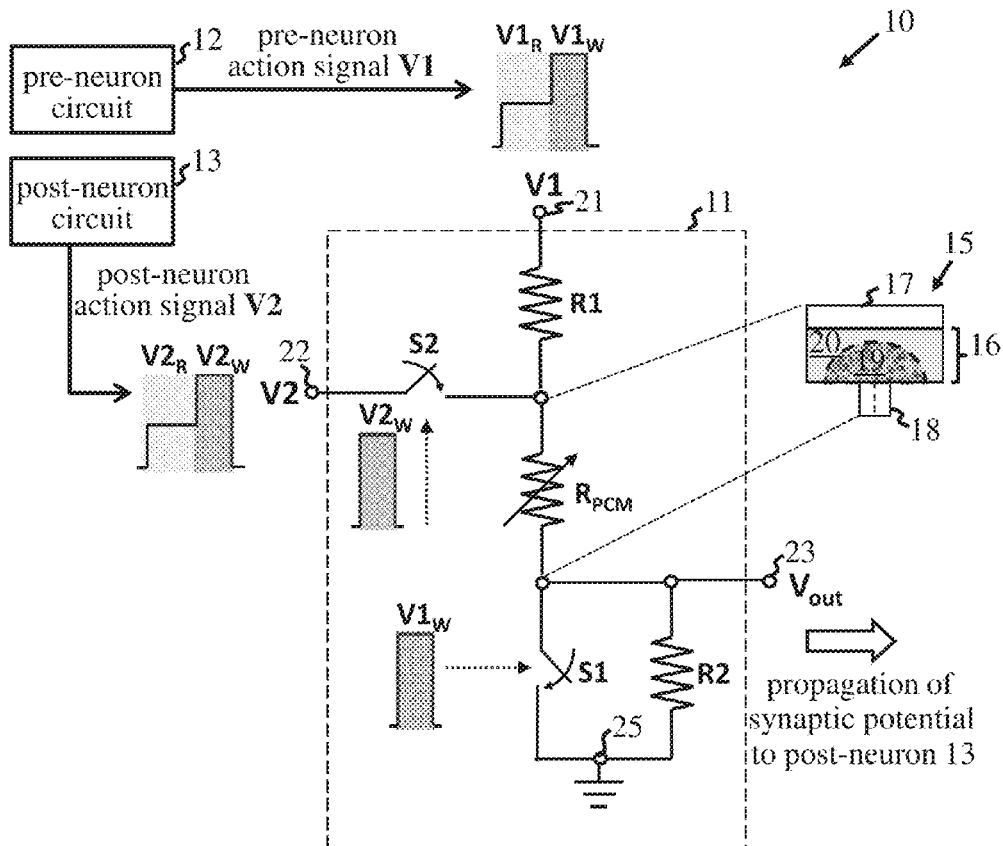 10
12
pre-neuron
circuit
pre-neuron
action signal V1
V1R V1W
13
post-neuron
circuit
post-neuron
action signal V2
V2R V2W
V1
21
11
R1
22
V2
S2
V2W
RPCM
15
17
16
20
19
18
23
Vout
V1W
S1
R2
25
propagation of
synaptic potential
to post-neuron 13